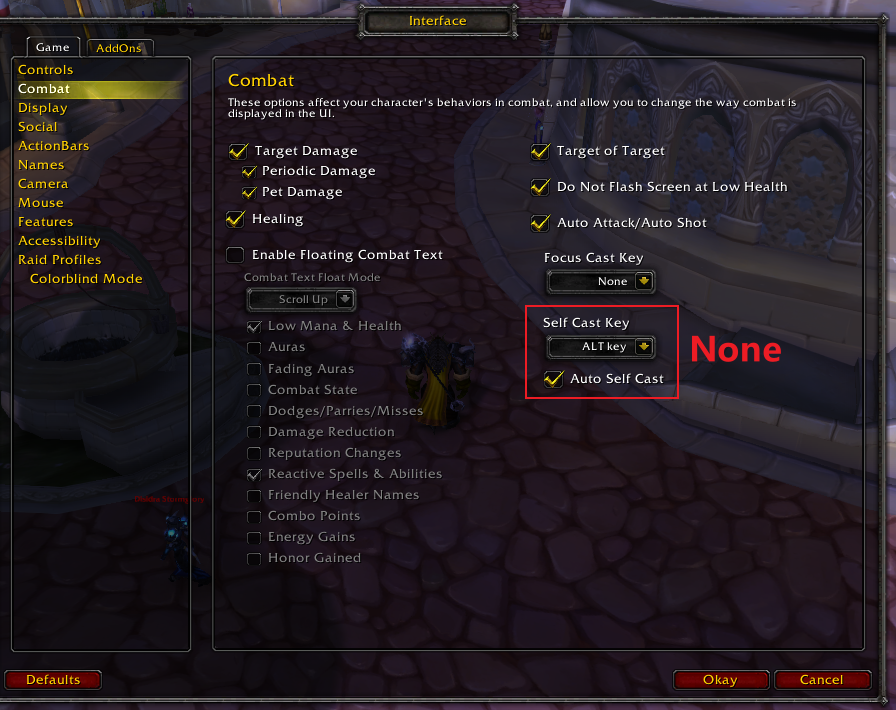 Interface
Game
AddOns
Controls
Combat
Display
Social
ActionBars
Names
Camera
Mouse
Features
Accessibility
Raid Profiles
Colorblind Mode
Combat
These options affect your character's behaviors in combat, and allow you to change the way combat is
displayed in the UI.
Target Damage
Periodic Damage
Pet Damage
Healing
Enable Floating Combat Text
Combat Text Float Mode
Scroll Up
Low Mana & Health
Auras
Fading Auras
Combat State
Dodges/Parries/Misses
Damage Reduction
Reputation Changes
Reactive Spells & Abilities
Friendly Healer Names
Combo Points
Energy Gains
Honor Gained
Target of Target
Do Not Flash Screen at Low Health
Auto Attack/Auto Shot
Focus Cast Key
None
Self Cast Key
ALT key
Auto Self Cast
None
Defaults
Okay
Cancel